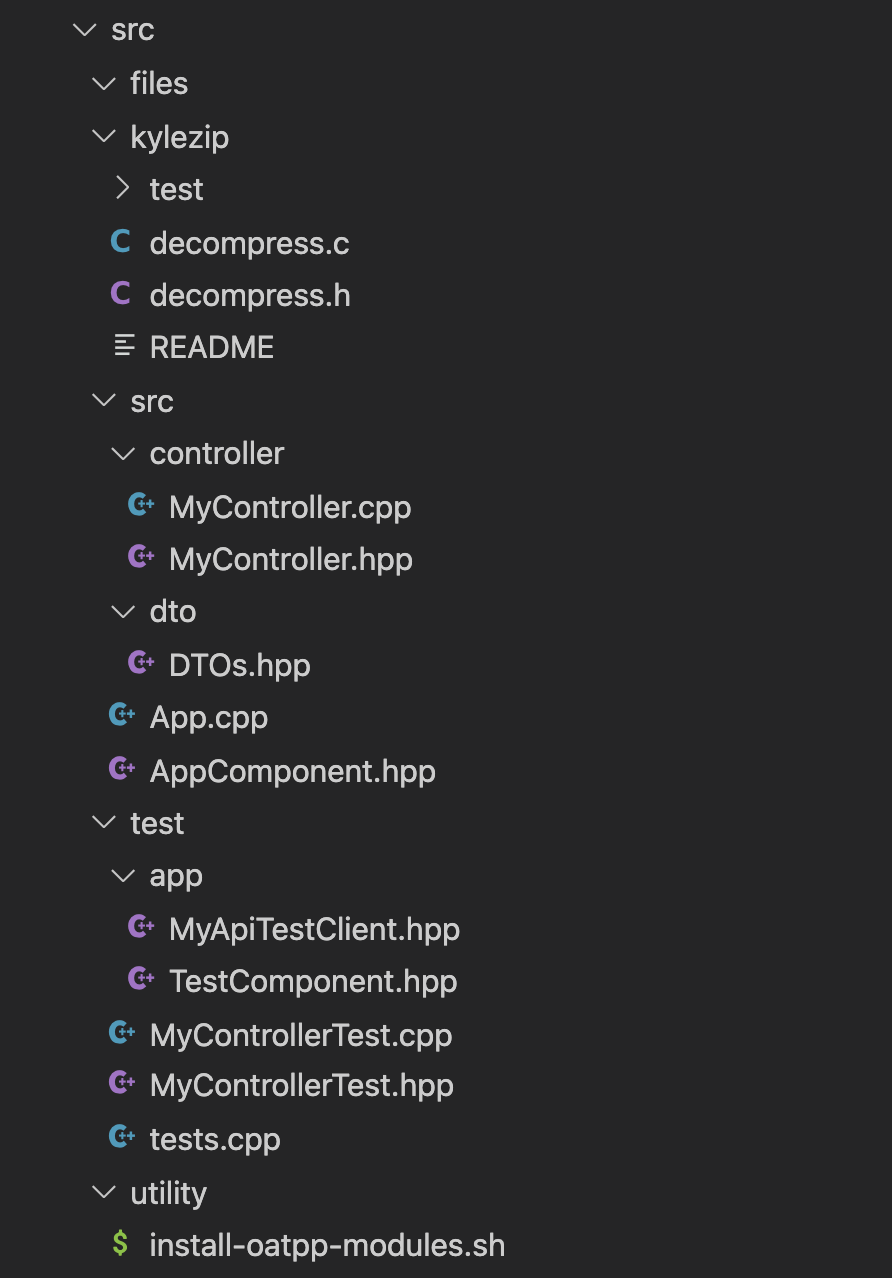 src
files
kylezip
test
decompress.c
decompress.h
README
src
controller
MyController.cpp
MyController.hpp
dto
DTOs.hpp
App.cpp
AppComponent.hpp
test
app
MyApiTestClient.hpp
TestComponent.hpp
MyControllerTest.cpp
MyControllerTest.hpp
tests.cpp
utility
install-oatpp-modules.sh